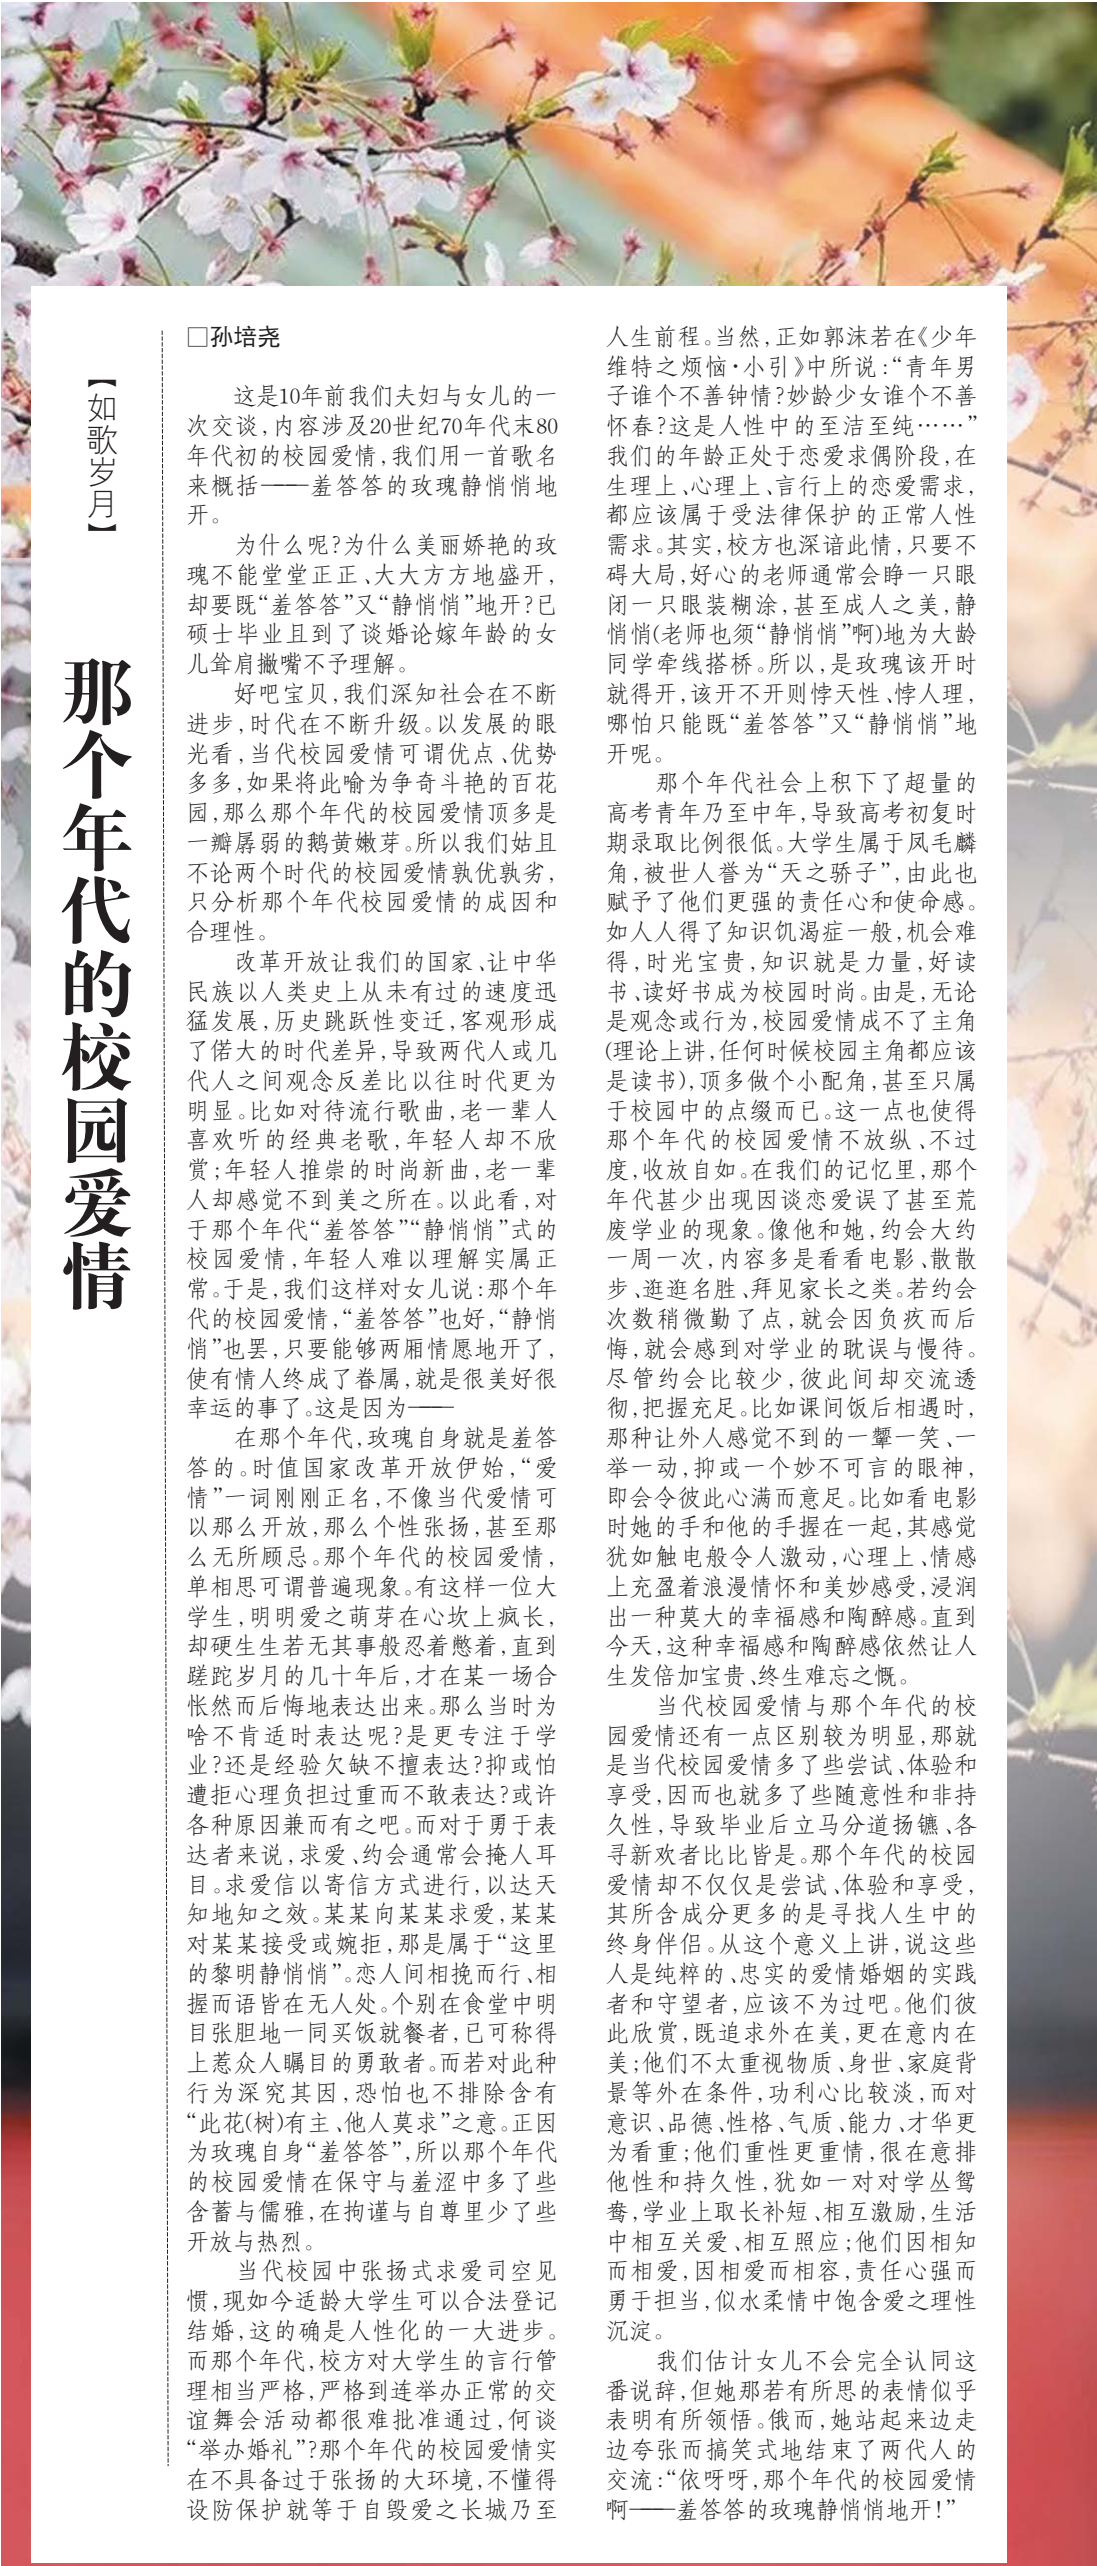 【如歌岁月】
那个年代的校园爱情
□孙培尧
这是10年前我们夫妇与女儿的一
次交谈,内容涉及20世纪70年代末80
年代初的校园爱情,我们用一首歌名
来概括——羞答答的玫瑰静悄悄地
开。
为什么呢?为什么美丽娇艳的玫
瑰不能堂堂正正、大大方方地盛开,
却要既“羞答答”又“静悄悄”地开?已
硕士毕业且到了谈婚论嫁年龄的女
儿耸肩撇嘴不予理解。
好吧宝贝,我们深知社会在不断
进步,时代在不断升级。以发展的眼
光看,当代校园爱情可谓优点、优势
多多,如果将此喻为争奇斗艳的百花
园,那么那个年代的校园爱情顶多是
一瓣孱弱的鹅黄嫩芽。所以我们姑且
不论两个时代的校园爱情孰优孰劣,
只分析那个年代校园爱情的成因和
合理性。
改革开放让我们的国家、让中华
民族以人类史上从未有过的速度迅
猛发展,历史跳跃性变迁,客观形成
了偌大的时代差异,导致两代人或几
代人之间观念反差比以往时代更为
明显。比如对待流行歌曲,老一辈人
喜欢听的经典老歌,年轻人却不欣
赏;年轻人推崇的时尚新曲,老一辈
人却感觉不到美之所在。以此看,对
于那个年代“羞答答”“静悄悄”式的
校园爱情,年轻人难以理解实属正
常。于是,我们这样对女儿说:那个年
代的校园爱情,“羞答答”也好,“静悄
悄”也罢,只要能够两厢情愿地开了,
使有情人终成了眷属,就是很美好很
幸运的事了。这是因为——
在那个年代,玫瑰自身就是羞答
答的。时值国家改革开放伊始,“爱
情”一词刚刚正名,不像当代爱情可
以那么开放,那么个性张扬,甚至那
么无所顾忌。那个年代的校园爱情,
单相思可谓普遍现象。有这样一位大
学生,明明爱之萌芽在心坎上疯长,
却硬生生若无其事般忍着憋着,直到
蹉跎岁月的几十年后,才在某一场合
怅然而后悔地表达出来。那么当时为
啥不肯适时表达呢?是更专注于学
业?还是经验欠缺不擅表达?抑或怕
遭拒心理负担过重而不敢表达?或许
各种原因兼而有之吧。而对于勇于表
达者来说,求爱、约会通常会掩人耳
目。求爱信以寄信方式进行,以达天
知地知之效。某某向某某求爱,某某
对某某接受或婉拒,那是属于“这里
的黎明静悄悄”。恋人间相挽而行、相
握而语皆在无人处。个别在食堂中明
目张胆地一同买饭就餐者,已可称得
上惹众人瞩目的勇敢者。而若对此种
行为深究其因,恐怕也不排除含有
“此花(树)有主、他人莫求”之意。正因
为玫瑰自身“羞答答”,所以那个年代
的校园爱情在保守与羞涩中多了些
含蓄与儒雅,在拘谨与自尊里少了些
开放与热烈。
当代校园中张扬式求爱司空见
惯,现如今适龄大学生可以合法登记
结婚,这的确是人性化的一大进步。
而那个年代,校方对大学生的言行管
理相当严格,严格到连举办正常的交
谊舞会活动都很难批准通过,何谈
“举办婚礼”?那个年代的校园爱情实
在不具备过于张扬的大环境,不懂得
设防保护就等于自毁爱之长城乃至
人生前程。当然,正如郭沫若在《少年
维特之烦恼·小引》中所说:“青年男
子谁个不善钟情?妙龄少女谁个不善
怀春?这是人性中的至洁至纯……”
我们的年龄正处于恋爱求偶阶段,在
生理上、心理上、言行上的恋爱需求,
都应该属于受法律保护的正常人性
需求。其实,校方也深谙此情,只要不
碍大局,好心的老师通常会睁一只眼
闭一只眼装糊涂,甚至成人之美,静
悄悄(老师也须“静悄悄”啊)地为大龄
同学牵线搭桥。所以,是玫瑰该开时
就得开,该开不开则悖天性、悖人理,
哪怕只能既“羞答答”又“静悄悄”地
开呢。
那个年代社会上积下了超量的
高考青年乃至中年,导致高考初复时
期录取比例很低。大学生属于凤毛麟
角,被世人誉为“天之骄子”,由此也
赋予了他们更强的责任心和使命感。
如人人得了知识饥渴症一般,机会难
得,时光宝贵,知识就是力量,好读
书、读好书成为校园时尚。由是,无论
是观念或行为,校园爱情成不了主角
(理论上讲,任何时候校园主角都应该
是读书),顶多做个小配角,甚至只属
于校园中的点缀而已。这一点也使得
那个年代的校园爱情不放纵、不过
度,收放自如。在我们的记忆里,那个
年代甚少出现因谈恋爱误了甚至荒
废学业的现象。像他和她,约会大约
一周一次,内容多是看看电影、散散
步、逛逛名胜、拜见家长之类。若约会
次数稍微勤了点,就会因负疚而后
悔,就会感到对学业的耽误与慢待。
尽管约会比较少,彼此间却交流透
彻,把握充足。比如课间饭后相遇时,
那种让外人感觉不到的一颦一笑、一
举一动,抑或一个妙不可言的眼神,
即会令彼此心满而意足。比如看电影
时她的手和他的手握在一起,其感觉
犹如触电般令人激动,心理上、情感
上充盈着浪漫情怀和美妙感受,浸润
出一种莫大的幸福感和陶醉感。直到
今天,这种幸福感和陶醉感依然让人
生发倍加宝贵、终生难忘之慨。
当代校园爱情与那个年代的校
园爱情还有一点区别较为明显,那就
是当代校园爱情多了些尝试、体验和
享受,因而也就多了些随意性和非持
久性,导致毕业后立马分道扬镳、各
寻新欢者比比皆是。那个年代的校园
爱情却不仅仅是尝试、体验和享受,
其所含成分更多的是寻找人生中的
终身伴侣。从这个意义上讲,说这些
人是纯粹的、忠实的爱情婚姻的实践
者和守望者,应该不为过吧。他们彼
此欣赏,既追求外在美,更在意内在
美;他们不太重视物质、身世、家庭背
景等外在条件,功利心比较淡,而对
意识、品德、性格、气质、能力、才华更
为看重;他们重性更重情,很在意排
他性和持久性,犹如一对对学丛鸳
鸯,学业上取长补短、相互激励,生活
中相互关爱、相互照应;他们因相知
而相爱,因相爱而相容,责任心强而
勇于担当,似水柔情中饱含爱之理性
沉淀。
我们估计女儿不会完全认同这
番说辞,但她那若有所思的表情似乎
表明有所领悟。俄而,她站起来边走
边夸张而搞笑式地结束了两代人的
交流:“依呀呀,那个年代的校园爱情
啊——羞答答的玫瑰静悄悄地开!”